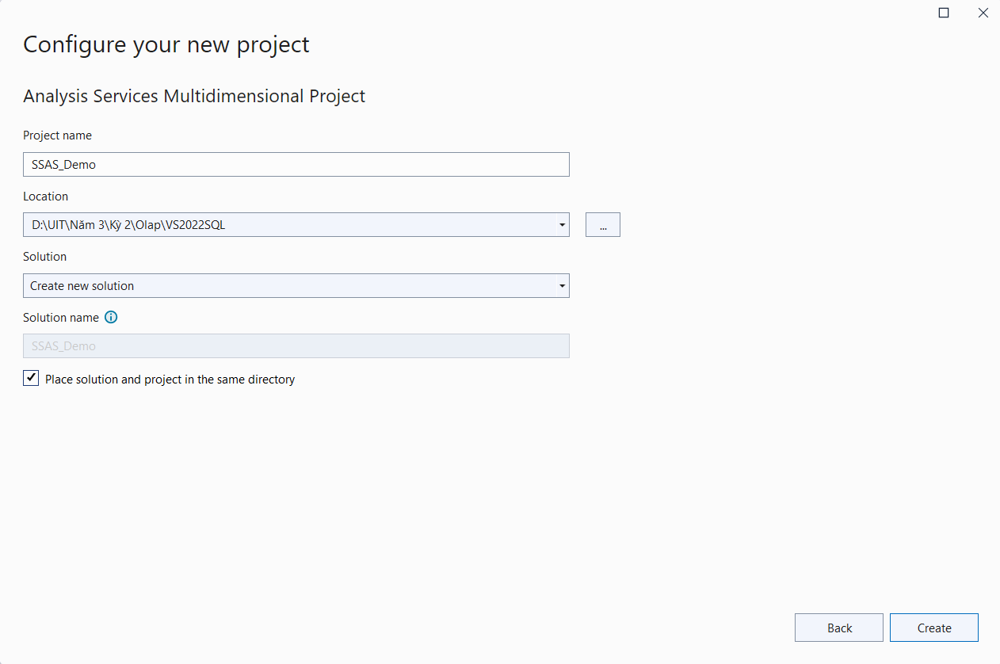 Configure your new project
Analysis Services Multidimensional Project
Project name
SSAS_Demo
Location
D:\UIT\Năm 3\Kỳ 2\Olap\VS2022SQL
...
Solution
Create new solution
Solution name
SSAS_Demo
Place solution and project in the same directory
Back
Create